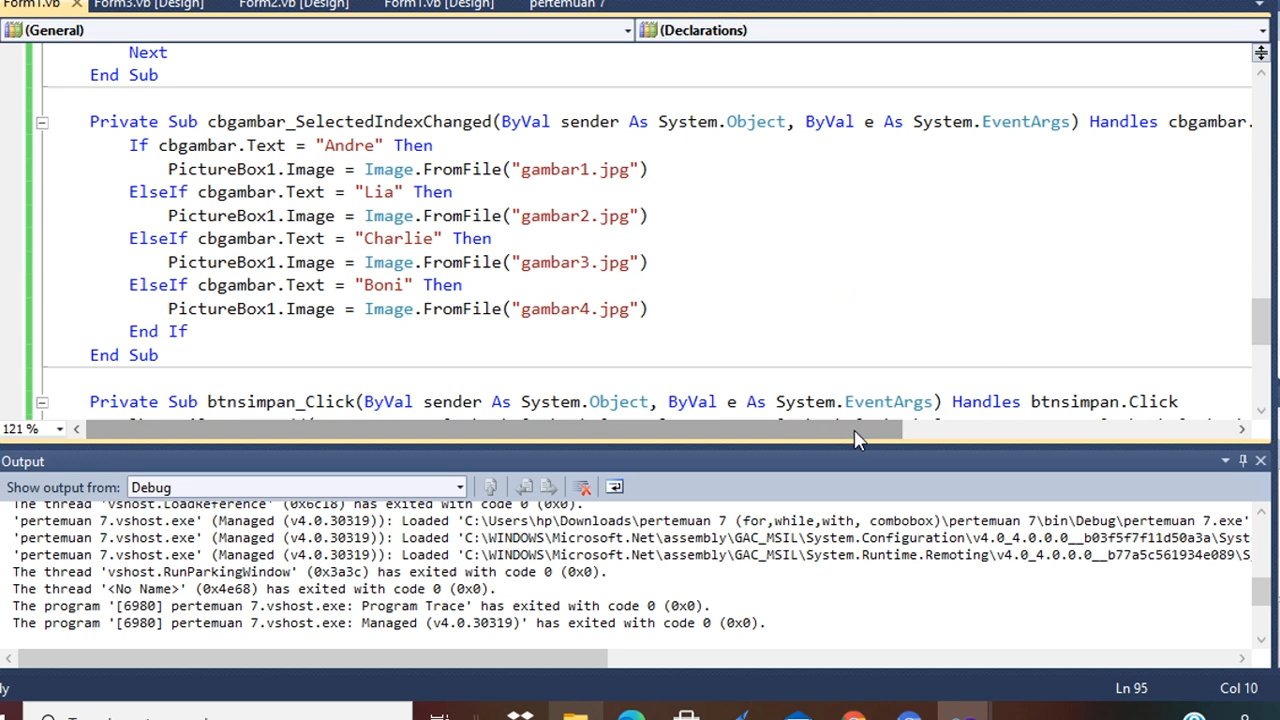 Form1.vb Form3.vb [Design] Form2.vb [Design] Form1.vb [Design] pertemuan 7
(General) (Declarations)
Next
End Sub
Private Sub cbgambar_SelectedIndexChanged(ByVal sender As System.Object, ByVal e As System.EventArgs) Handles cbgambar.
If cbgambar.Text = "Andre" Then
PictureBox1.Image = Image.FromFile("gambar1.jpg")
ElseIf cbgambar.Text = "Lia" Then
PictureBox1.Image = Image.FromFile("gambar2.jpg")
ElseIf cbgambar.Text = "Charlie" Then
PictureBox1.Image = Image.FromFile("gambar3.jpg")
ElseIf cbgambar.Text = "Boni" Then
PictureBox1.Image = Image.FromFile("gambar4.jpg")
End If
End Sub
Private Sub btnsimpan_Click(ByVal sender As System.Object, ByVal e As System.EventArgs) Handles btnsimpan.Click
121 %
Output
Show output from: Debug
The thread 'vshost.LoadReference' (0x6c18) has exited with code 0 (0x0).
'pertemuan 7.vshost.exe' (Managed (v4.0.30319)): Loaded 'C:\Users\hp\Downloads\pertemuan 7 (for,while,with, combobox)\pertemuan 7\bin\Debug\pertemuan 7.exe'
'pertemuan 7.vshost.exe' (Managed (v4.0.30319)): Loaded 'C:\WINDOWS\Microsoft.Net\assembly\GAC_MSIL\System.Configuration\v4.0_4.0.0.0__b03f5f7f11d50a3a\Syst
'pertemuan 7.vshost.exe' (Managed (v4.0.30319)): Loaded 'C:\WINDOWS\Microsoft.Net\assembly\GAC_MSIL\System.Runtime.Remoting\v4.0_4.0.0.0__b77a5c561934e089\S
The thread 'vshost.RunParkingWindow' (0x3a3c) has exited with code 0 (0x0).
The thread '<No Name>' (0x4e68) has exited with code 0 (0x0).
The program '[6980] pertemuan 7.vshost.exe: Program Trace' has exited with code 0 (0x0).
The program '[6980] pertemuan 7.vshost.exe: Managed (v4.0.30319)' has exited with code 0 (0x0).
Ln 95 Col 10